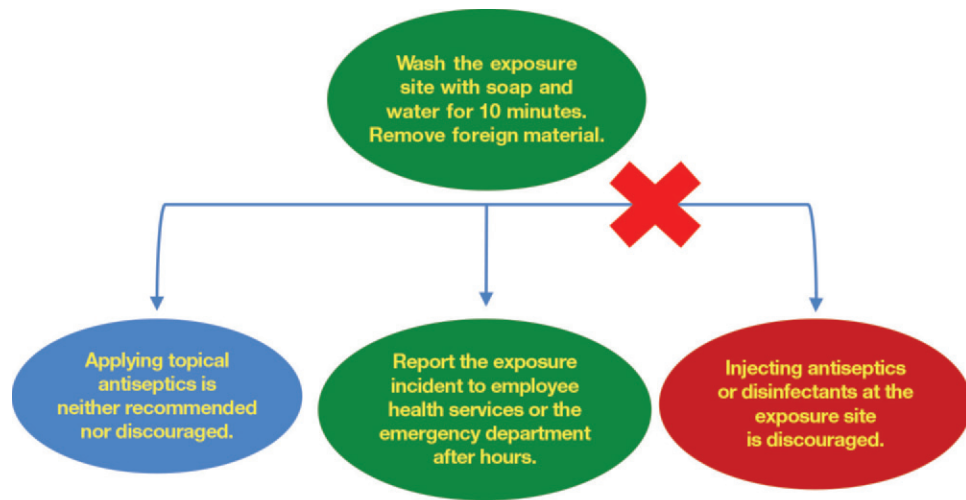 Wash the exposure
site with soap and
water for 10 minutes.
Remove foreign material.
Applying topical
antiseptics is
neither recommended
nor discouraged.
Report the exposure
incident to employee
health services or the
emergency department
after hours.
Injecting antiseptics
or disinfectants at the
exposure site
is discouraged.